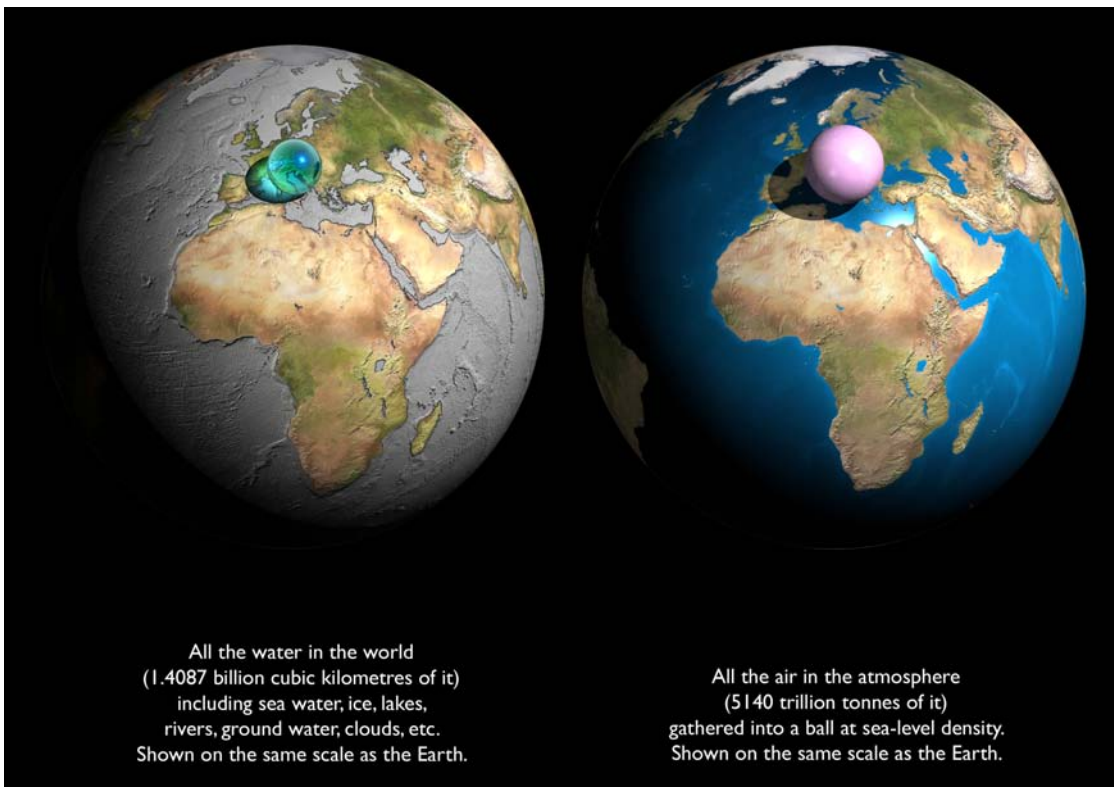 All the water in the world
(1.4087 billion cubic kilometres of it)
including sea water, ice, lakes,
rivers, ground water, clouds, etc.
Shown on the same scale as the Earth.
All the air in the atmosphere
(5140 trillion tonnes of it)
gathered into a ball at sea-level density.
Shown on the same scale as the Earth.